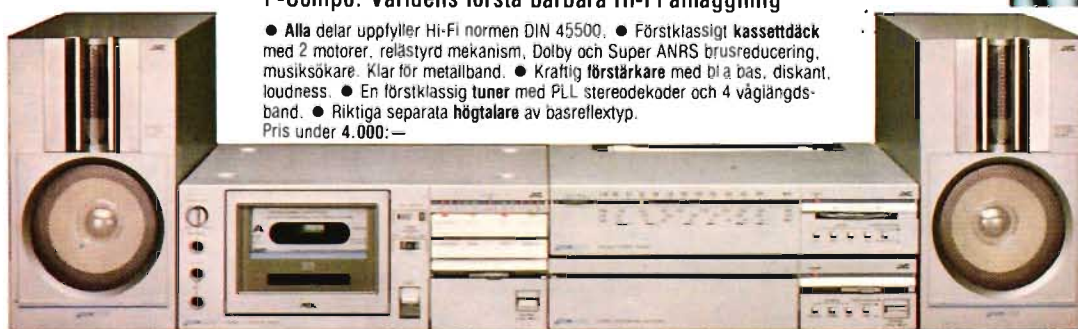 P-Compo. Världens första bärbara Hi-Fi anläggning
● Alla delar uppfyller Hi-Fi normen DIN 45500. ● Förstklassigt kassettdäck
med 2 motorer, relästyrd mekanism, Dolby och Super ANRS brusreducering,
musiksökare. Klar för metallband. ● Kraftig förstärkare med bl a bas, diskant,
loudness. ● En förstklassig tuner med PLL stereodekoder och 4 våglängds-
band. ● Riktiga separata högtalare av basreflextyp.
Pris under 4.000:—
JVC
JVC
JVC
A